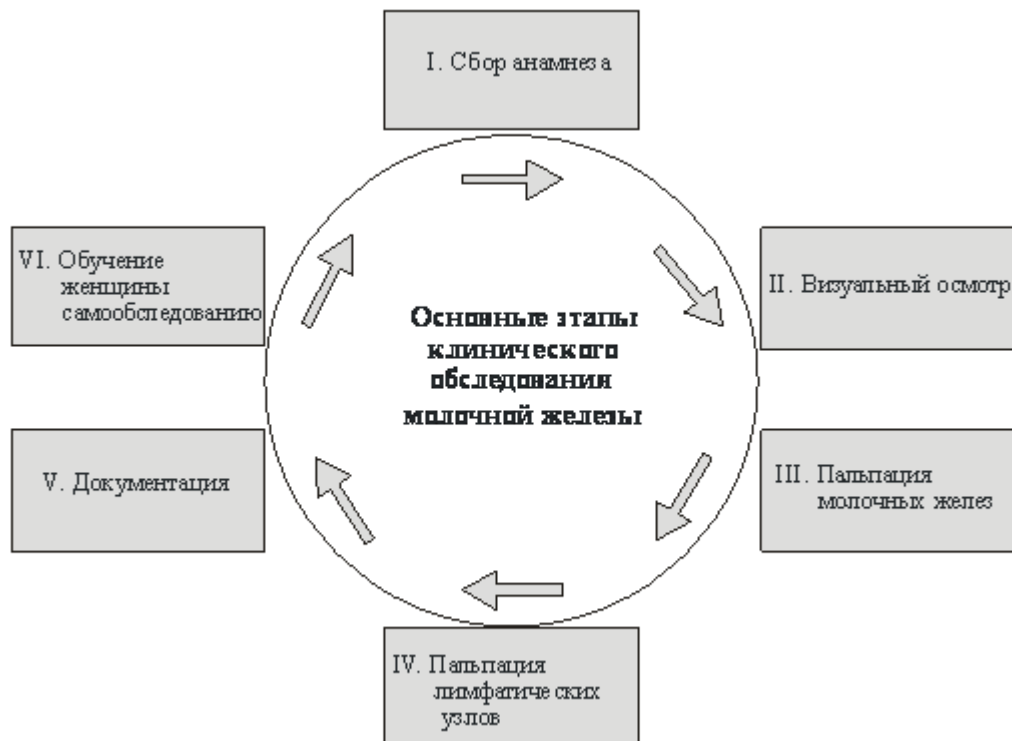 I. Сбор анамнеза
II. Визуальный осмотр
III. Пальпация
молочных желез
IV. Пальпация
лимфатических
узлов
V. Документация
VI. Обучение
женщины
самообследованию
Основные этапы
клинического
обследования
молочной железы